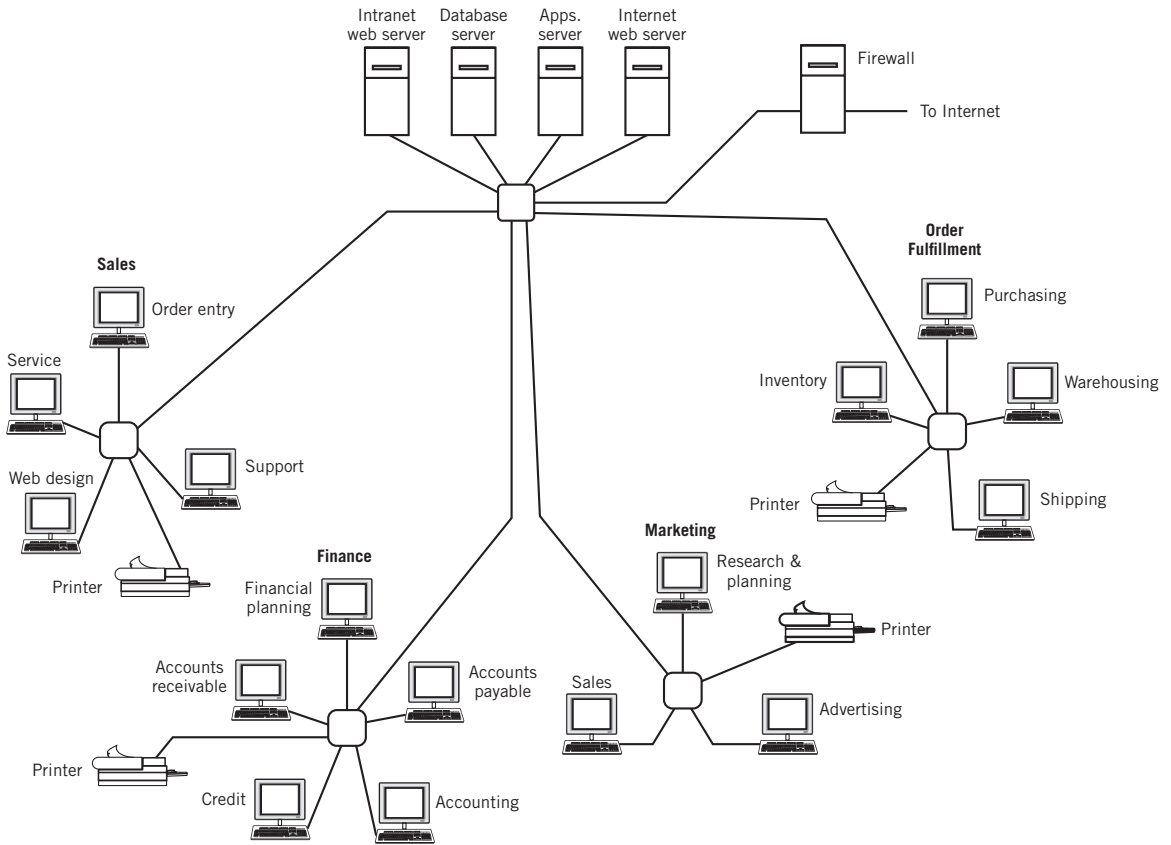 Intranet
web server
Database
server
Apps.
server
Internet
web server
Firewall
To Internet
Sales
Order entry
Service
Web design
Support
Printer
Finance
Financial
planning
Accounts
receivable
Accounts
payable
Printer
Credit
Accounting
Marketing
Research &
planning
Printer
Sales
Advertising
Order
Fulfillment
Purchasing
Inventory
Warehousing
Printer
Shipping